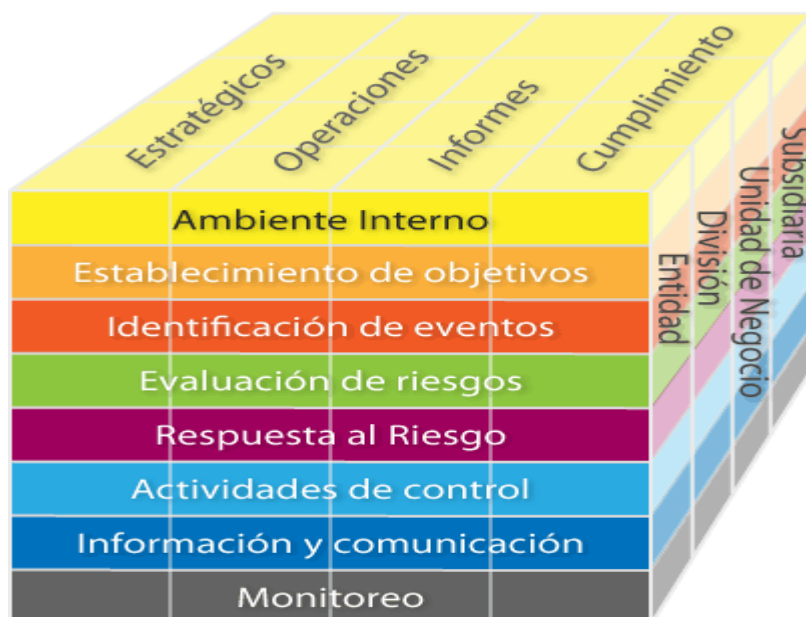 Estratégicos
Operaciones
Informes
Cumplimiento
Ambiente Interno
Establecimiento de objetivos
Identificación de eventos
Evaluación de riesgos
Respuesta al Riesgo
Actividades de control
Información y comunicación
Monitoreo
Entidad
División
Unidad de Negocio
Subsidiaria